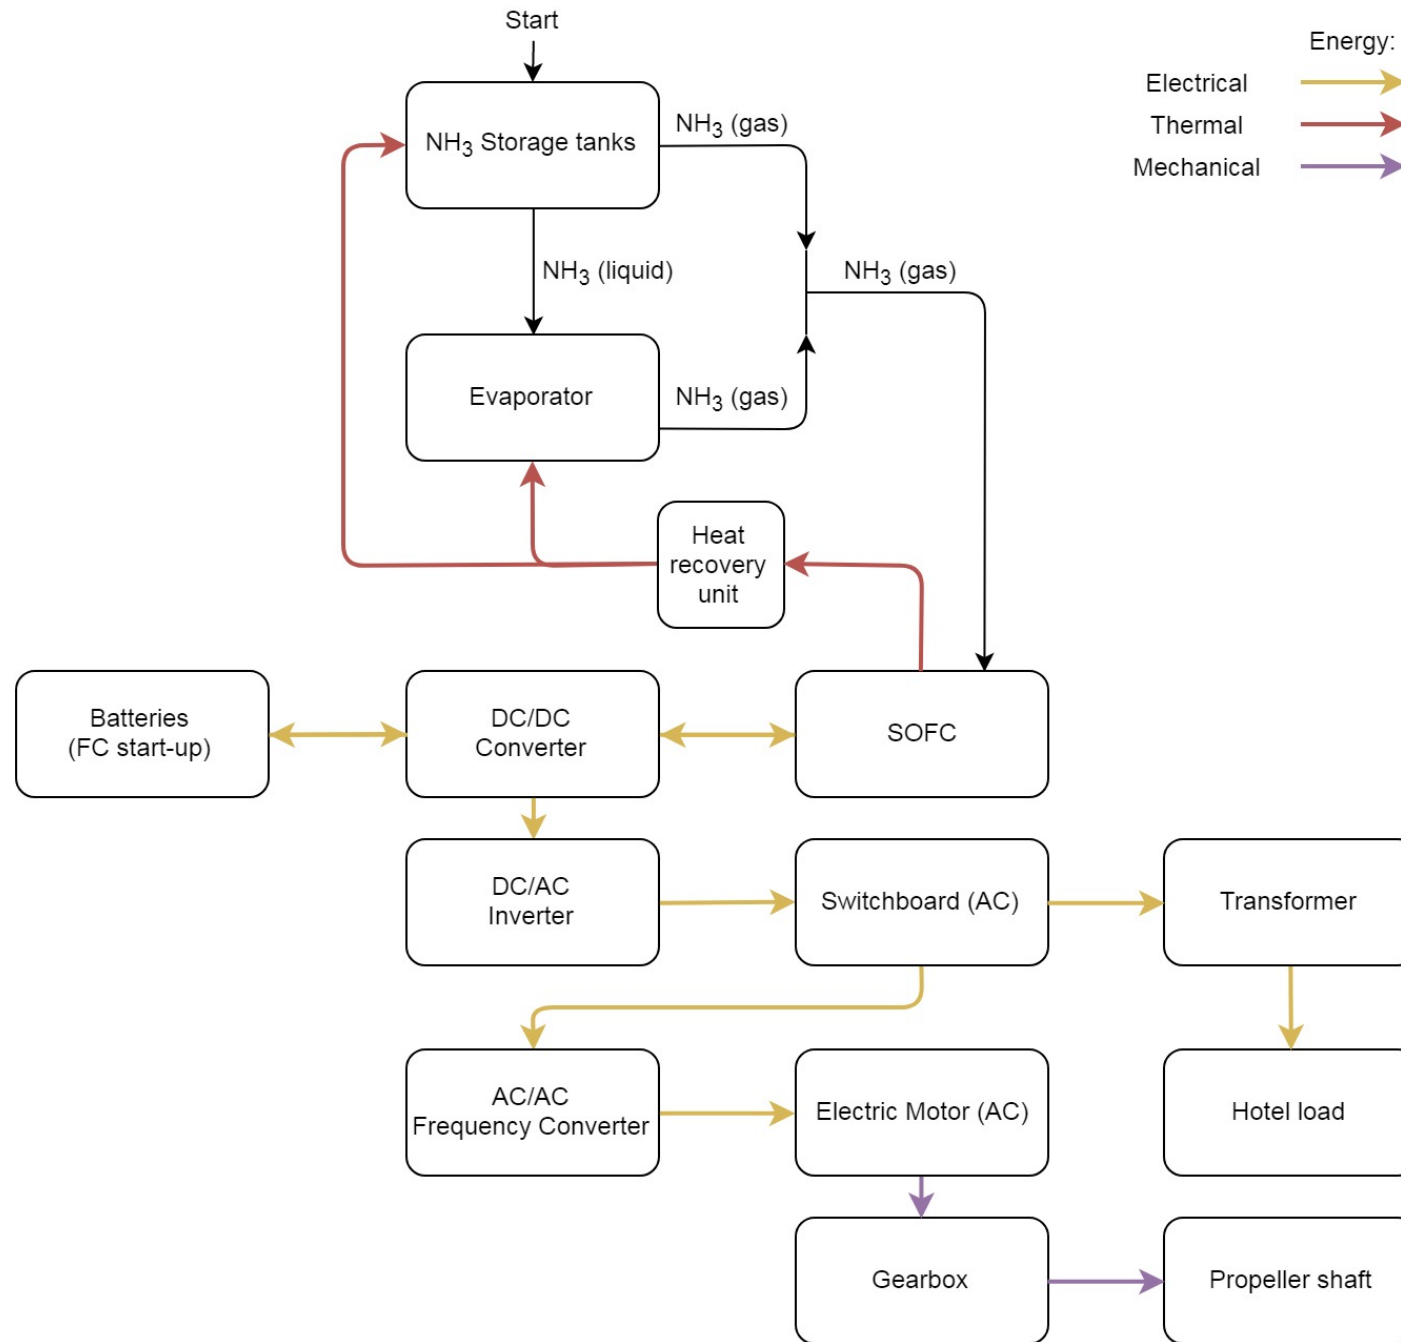 Start
Energy:
Electrical
Thermal
Mechanical
NH₃ Storage tanks
NH₃ (gas)
NH₃ (liquid)
NH₃ (gas)
Evaporator
NH₃ (gas)
Heat
recovery
unit
Batteries
(FC start-up)
DC/DC
Converter
SOFC
DC/AC
Inverter
Switchboard (AC)
Transformer
AC/AC
Frequency Converter
Electric Motor (AC)
Hotel load
Gearbox
Propeller shaft